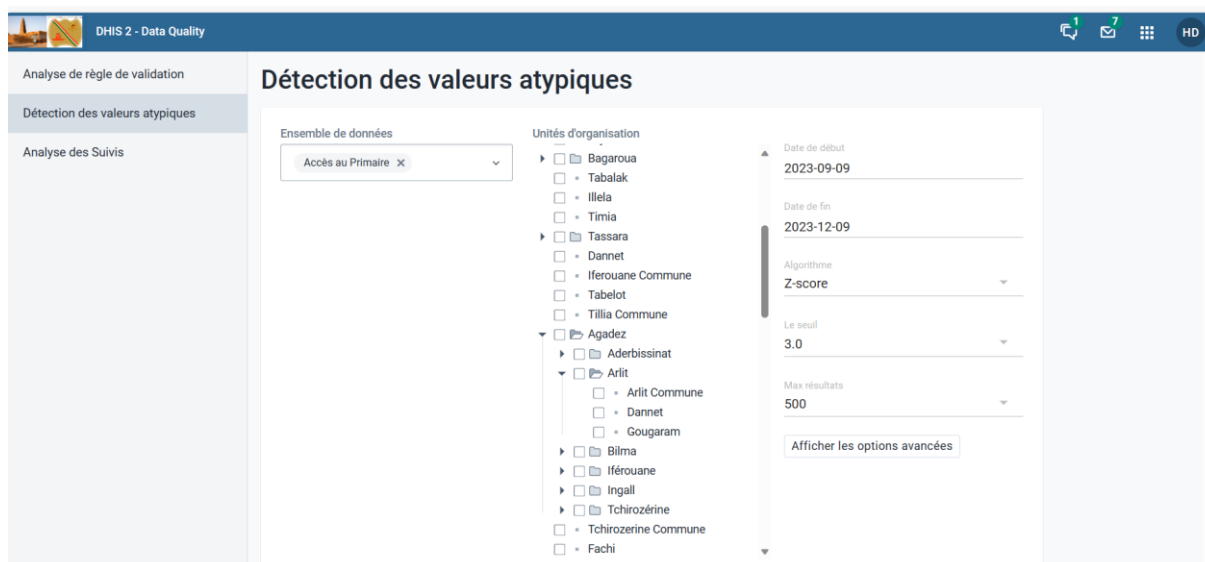 DHIS 2 - Data Quality
1
7
HD
Analyse de règle de validation
Détection des valeurs atypiques
Analyse des Suivis
Détection des valeurs atypiques
Ensemble de données
Accès au Primaire
Unités d'organisation
Bagaroua
Tabalak
Illela
Timia
Tassara
Dannet
Iferouane Commune
Tabelot
Tillia Commune
Agadez
Aderbissinat
Arlit
Arlit Commune
Dannet
Gougaram
Bilma
Iférouane
Ingall
Tchirozérine
Tchirozerine Commune
Fachi
Date de début
2023-09-09
Date de fin
2023-12-09
Algorithme
Z-score
Le seuil
3.0
Max résultats
500
Afficher les options avancées